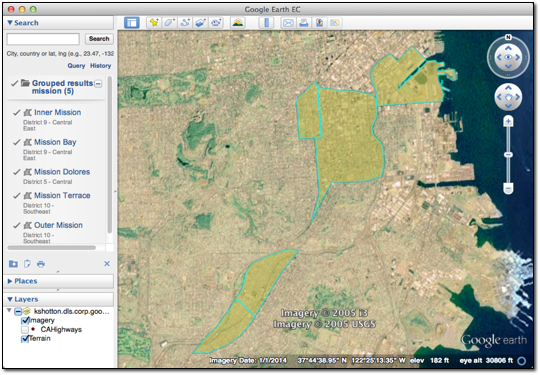 Google Earth EC
Search
Search
City, country or lat, lng (e.g., 23.47, -132
Query History
Grouped results:
mission (5)
Inner Mission
District 9 - Central
East
Mission Bay
District 9 - Central
East
Mission Dolores
District 5 - Central
Mission Terrace
District 10 -
Southeast
Outer Mission
District 10 -
Southeast
Places
Layers
kshotton.dls.corp.goo...
Imagery
CAHighways
Terrain
N
Imagery © 2005 i3
Imagery © 2005 USGS
Google earth
Imagery Date: 1/1/2014 37°44'38.95" N 122°25'13.35" W elev 182 ft eye alt 30806 ft